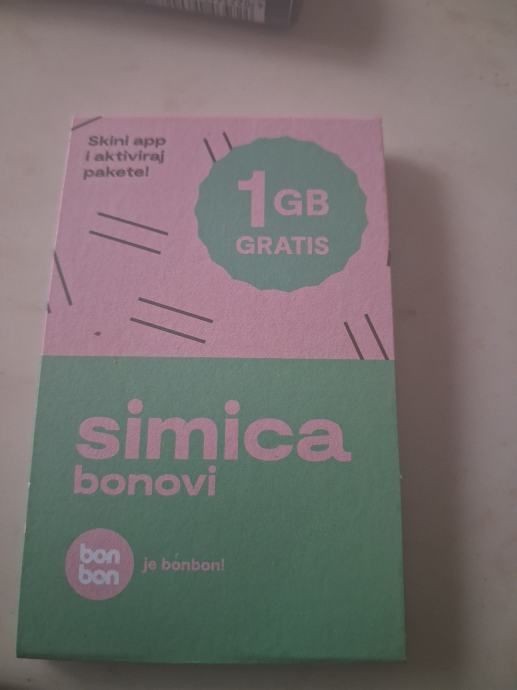 Skini app
i aktiviraj
pakete!
1GB
GRATIS
simica
bonovi
bon
bon
je bonbon!